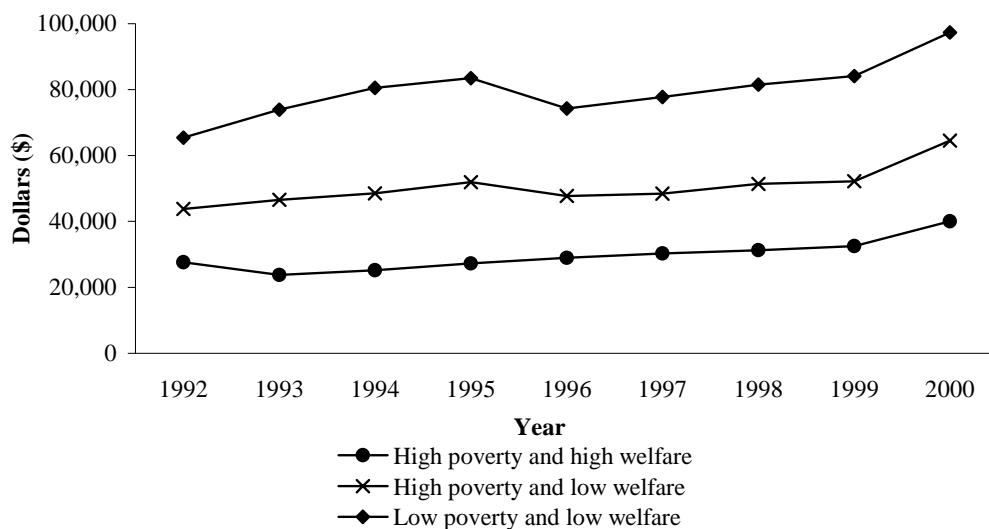 100,000
80,000
60,000
40,000
20,000
0
Dollars ($)
1992 1993 1994 1995 1996 1997 1998 1999 2000
Year
High poverty and high welfare
High poverty and low welfare
Low poverty and low welfare